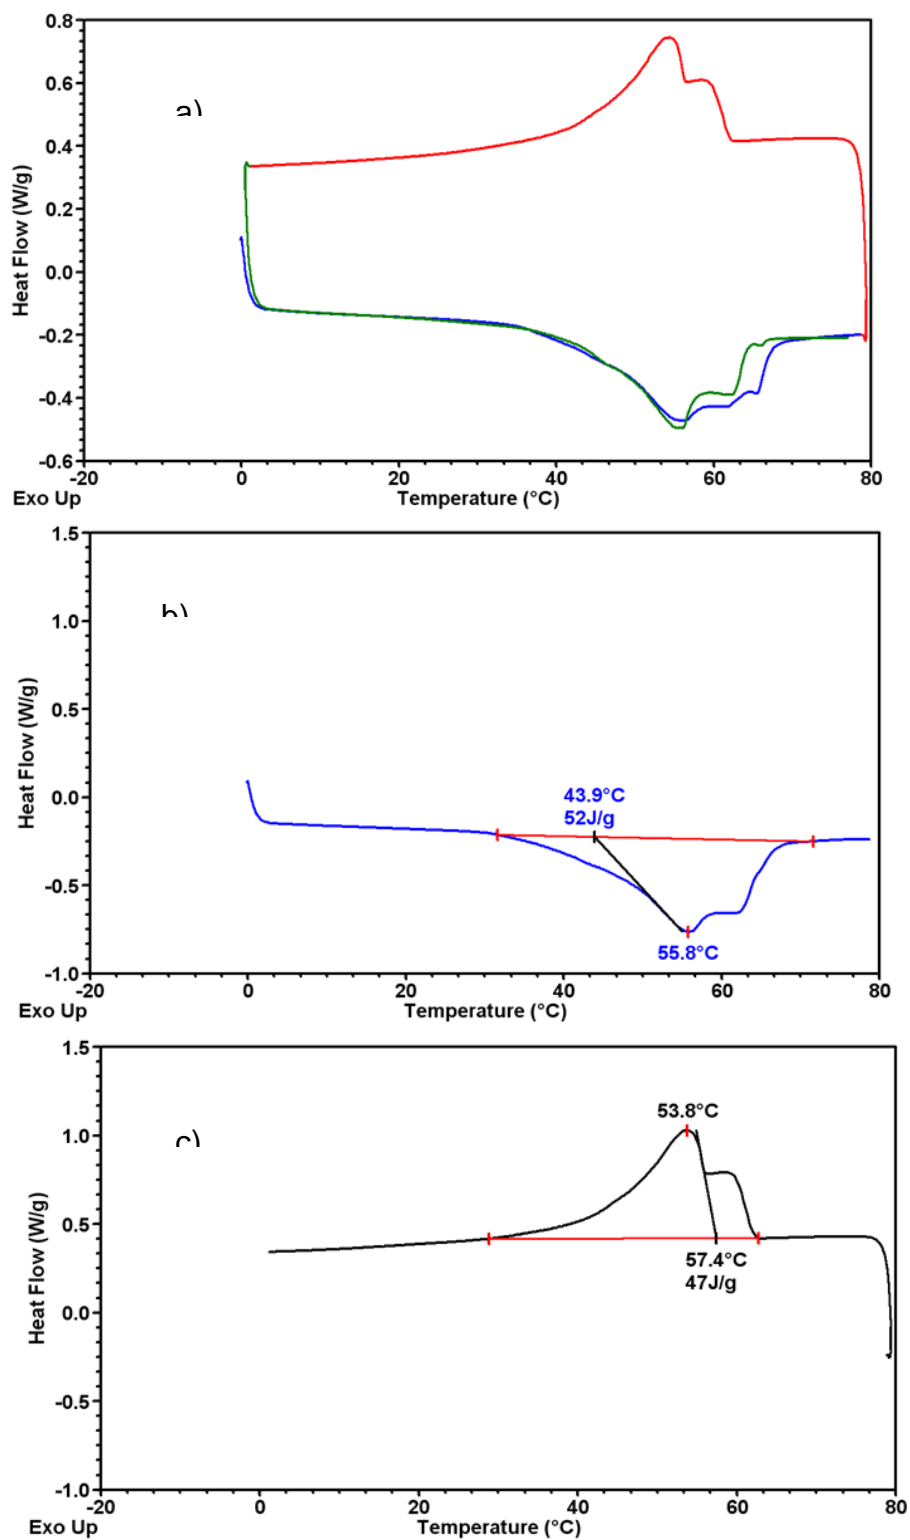 0.8
0.6
0.4
0.2
0.0
-0.2
-0.4
-0.6
Heat Flow (W/g)
a)
-20
0
20
40
60
80
Exo Up
Temperature (°C)
1.5
1.0
0.5
0.0
-0.5
-1.0
Heat Flow (W/g)
b)
43.9°C
52J/g
55.8°C
-20
0
20
40
60
80
Exo Up
Temperature (°C)
1.5
1.0
0.5
0.0
-0.5
-1.0
Heat Flow (W/g)
c)
53.8°C
57.4°C
47J/g
-20
0
20
40
60
80
Exo Up
Temperature (°C)